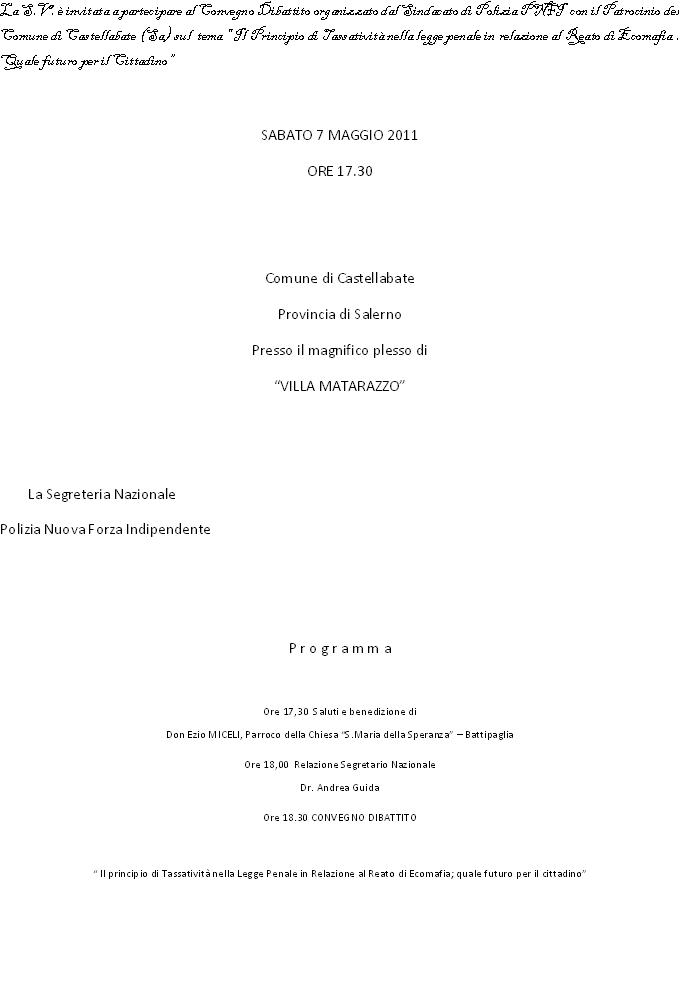 La S.V. è invitata a partecipare al Convegno Dibattito organizzato dal Sindacato di Polizia PNFI con il Patrocinio del
Comune di Castellabate (Sa) sul tema "Il Principio di Tassatività nella legge penale in relazione al Reato di Ecomafia :
Quale futuro per il Cittadino"
SABATO 7 MAGGIO 2011
ORE 17.30
Comune di Castellabate
Provincia di Salerno
Presso il magnifico plesso di
“VILLA MATARAZZO”
La Segreteria Nazionale
Polizia Nuova Forza Indipendente
P r o g r a m m a
Ore 17,30 Saluti e benedizione di
Don Ezio MICELI, Parroco della Chiesa “S.Maria della Speranza” – Battipaglia
Ore 18,00 Relazione Segretario Nazionale
Dr. Andrea Guida
Ore 18.30 CONVEGNO DIBATTITO
“ Il principio di Tassatività nella Legge Penale in Relazione al Reato di Ecomafia; quale futuro per il cittadino”